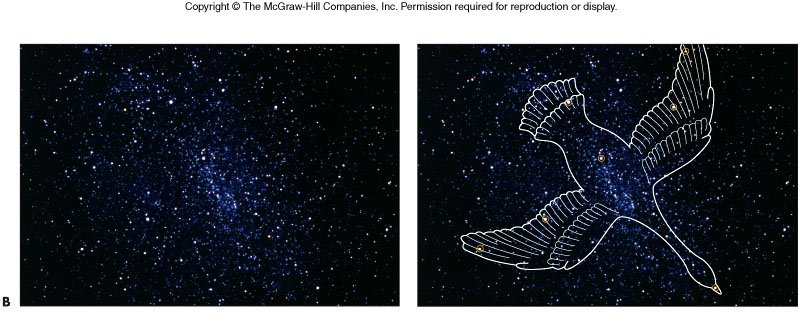 Copyright © The McGraw-Hill Companies, Inc. Permission required for reproduction or display.
B